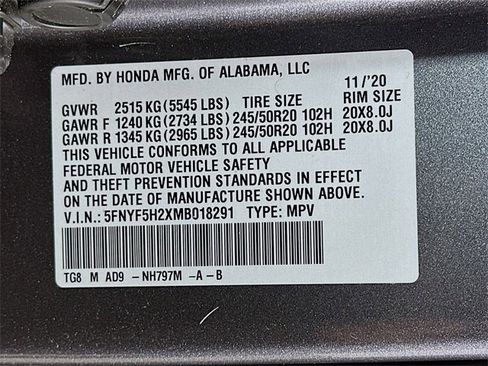 MFD. BY HONDA MFG. OF ALABAMA, LLC 11/'20
GVWR 2515 KG (5545 LBS) TIRE SIZE RIM SIZE
GAWR F 1240 KG (2734 LBS) 245/50R20 102H 20X8.0J
GAWR R 1345 KG (2965 LBS) 245/50R20 102H 20X8.0J
THIS VEHICLE CONFORMS TO ALL APPLICABLE
FEDERAL MOTOR VEHICLE SAFETY
AND THEFT PREVENTION STANDARDS IN EFFECT
ON THE DATE OF MANUFACTURE SHOWN ABOVE.
V.I.N.: 5FNYF5H2XMB018291 TYPE: MPV
TG8 M AD9 - NH797M -A - B